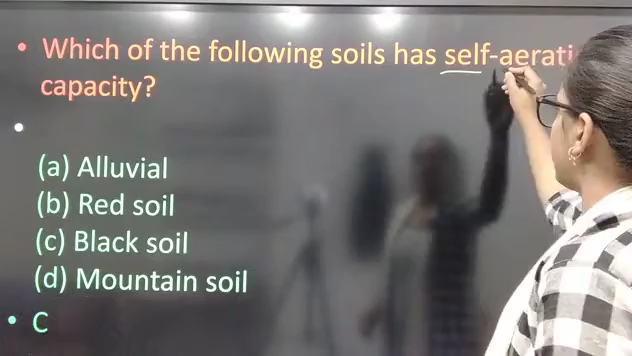 • Which of the following soils has self-aerati
capacity?
•
(a) Alluvial
(b) Red soil
(c) Black soil
(d) Mountain soil
• C